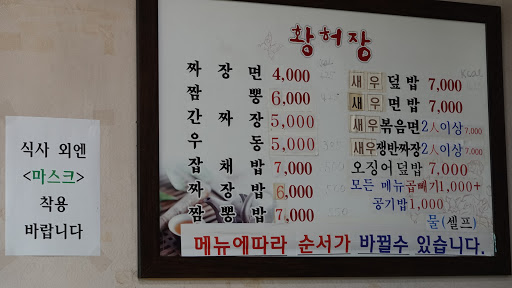 황허장
짜장면 4,000
짬뽕 6,000
간짜장 5,000
우동 5,000
잡채밥 7,000
짜장밥 6,000
짬뽕밥 7,000
새우덮밥 7,000
새우면밥 7,000
새우볶음면2人이상 7,000
새우쟁반짜장2人이상 7,000
오징어덮밥 7,000
모든 메뉴곱빼기1,000+
공기밥1,000
물(셀프)
메뉴에따라 순서가 바뀔수 있습니다.
식사 외엔
<마스크>
착용
바랍니다